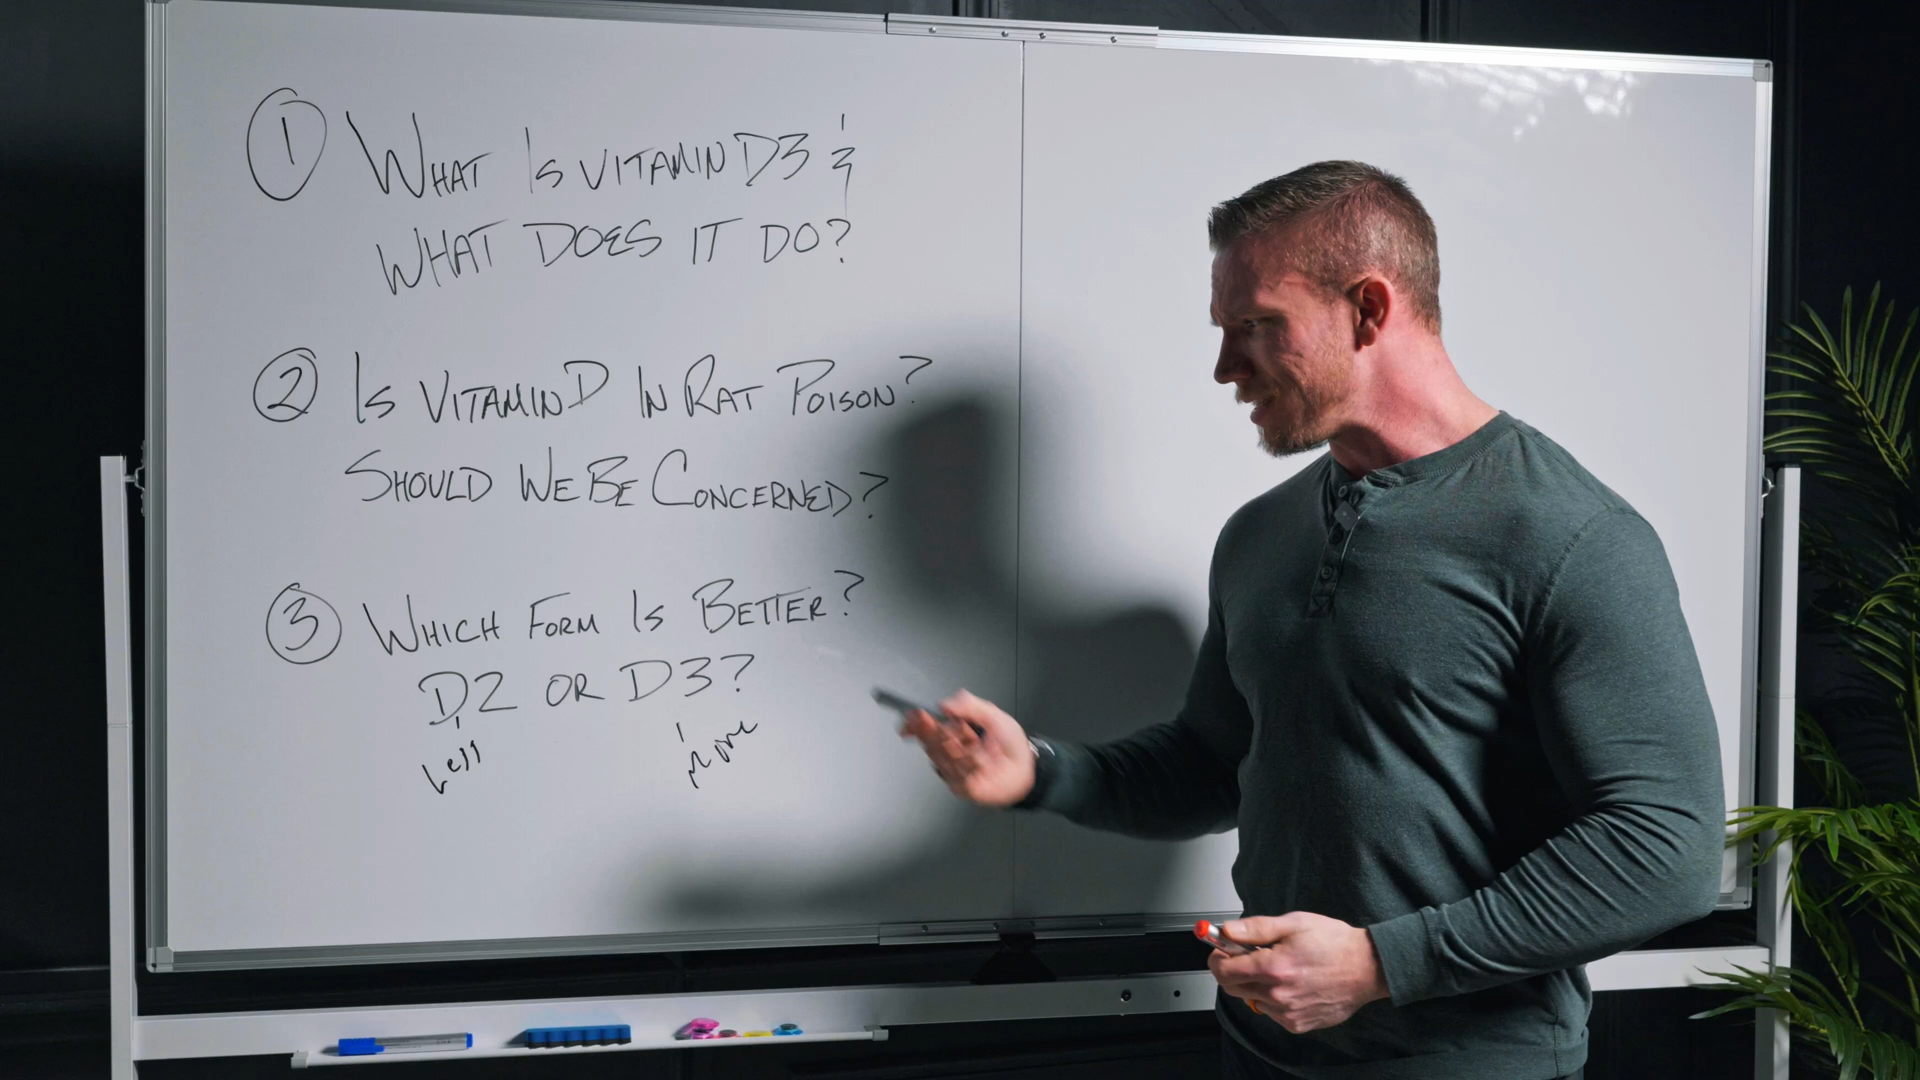 1 WHAT IS VITAMIN D3 &
WHAT DOES IT DO?
2 IS VITAMIN D IN RAT POISON?
SHOULD WE BE CONCERNED?
3 WHICH FORM IS BETTER?
D2 OR D3?
Less more